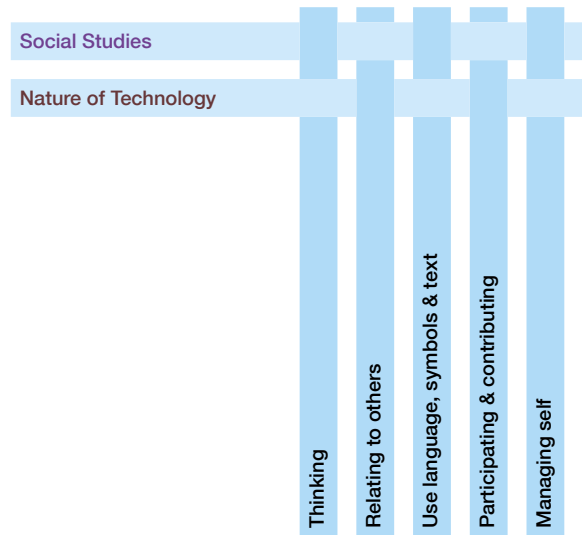 Social Studies
Nature of Technology
Thinking
Relating to others
Use language, symbols & text
Participating & contributing
Managing self